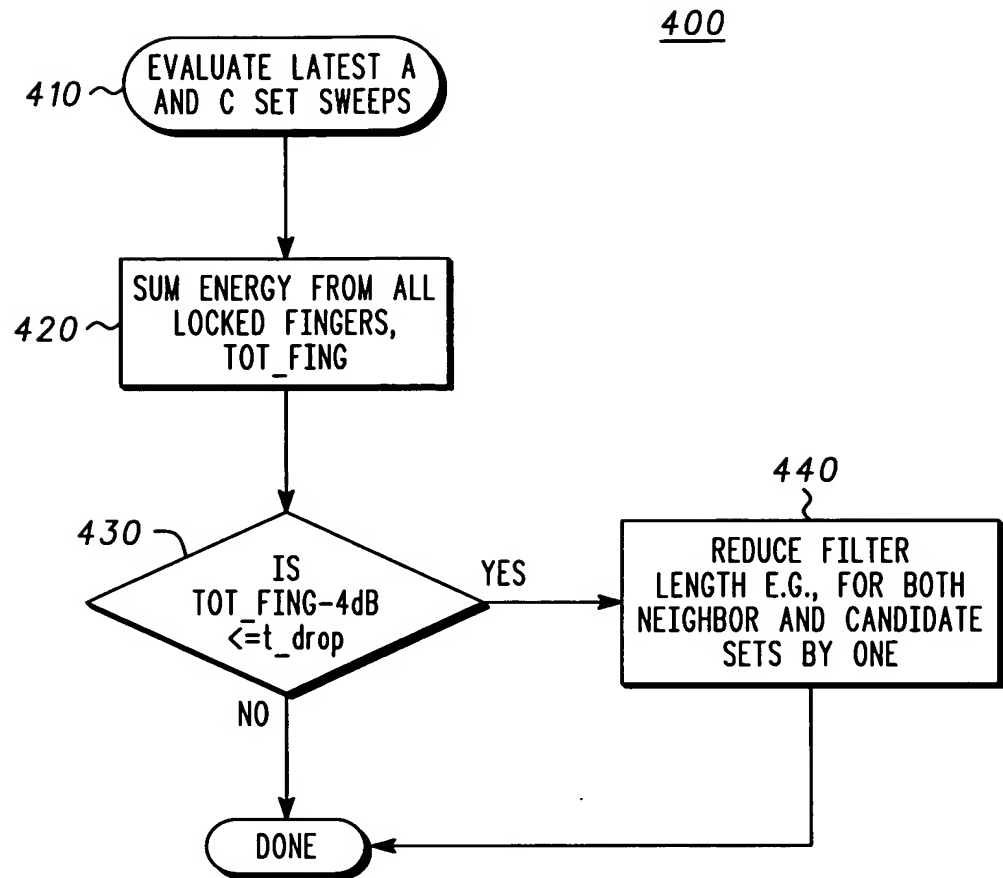 400
410
EVALUATE LATEST A
AND C SET SWEEPS
420
SUM ENERGY FROM ALL
LOCKED FINGERS,
TOT_FING
430
IS
TOT_FING-4dB
<=t_drop
YES
NO
440
REDUCE FILTER
LENGTH E.G., FOR BOTH
NEIGHBOR AND CANDIDATE
SETS BY ONE
DONE